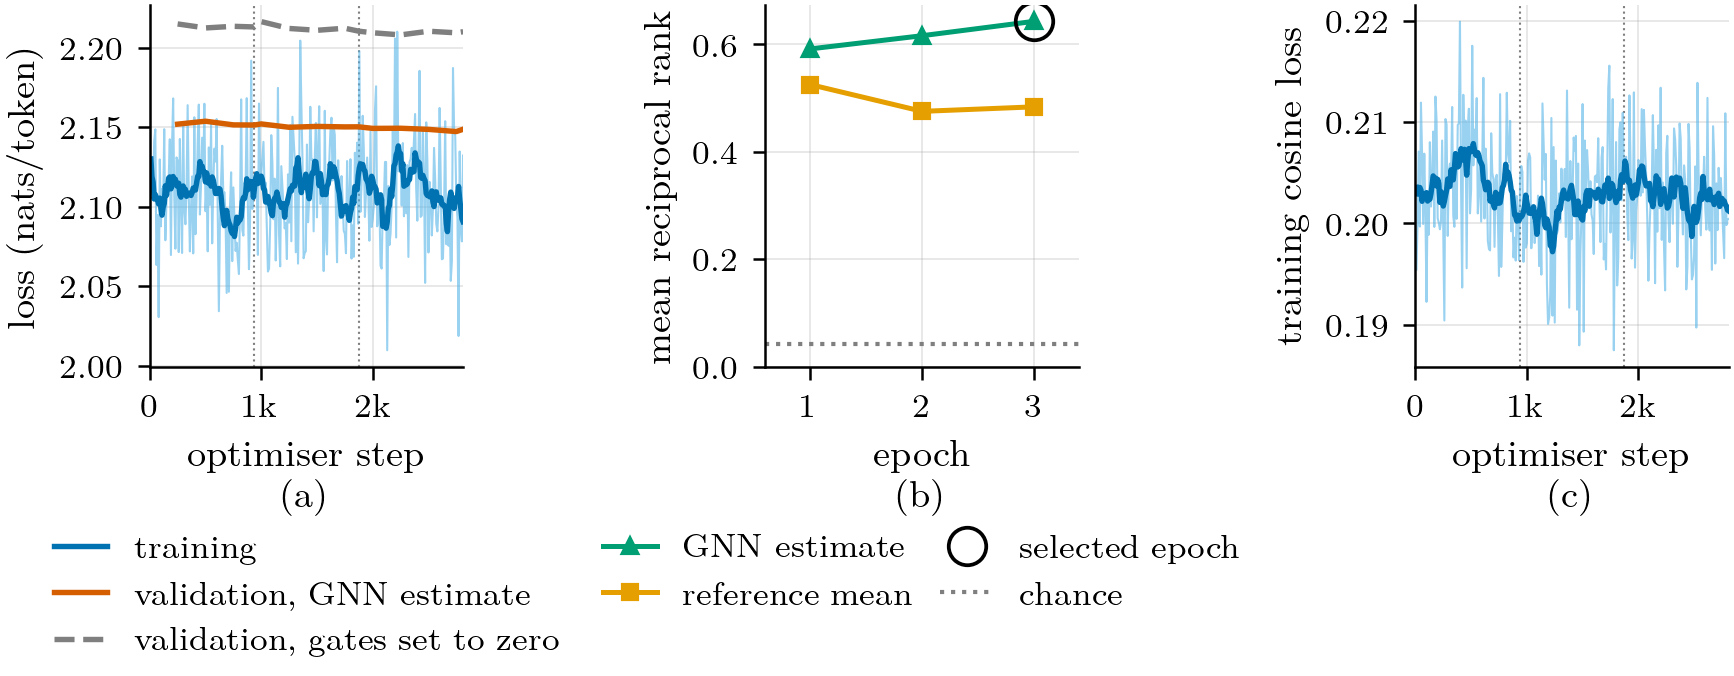 loss (nats/token)
2.20
2.15
2.10
2.05
2.00
0 1k 2k
optimiser step
(a)
mean reciprocal rank
0.6
0.4
0.2
0.0
1 2 3
epoch
(b)
training cosine loss
0.22
0.21
0.20
0.19
0 1k 2k
optimiser step
(c)
training
validation, GNN estimate
validation, gates set to zero
GNN estimate
reference mean
selected epoch
chance